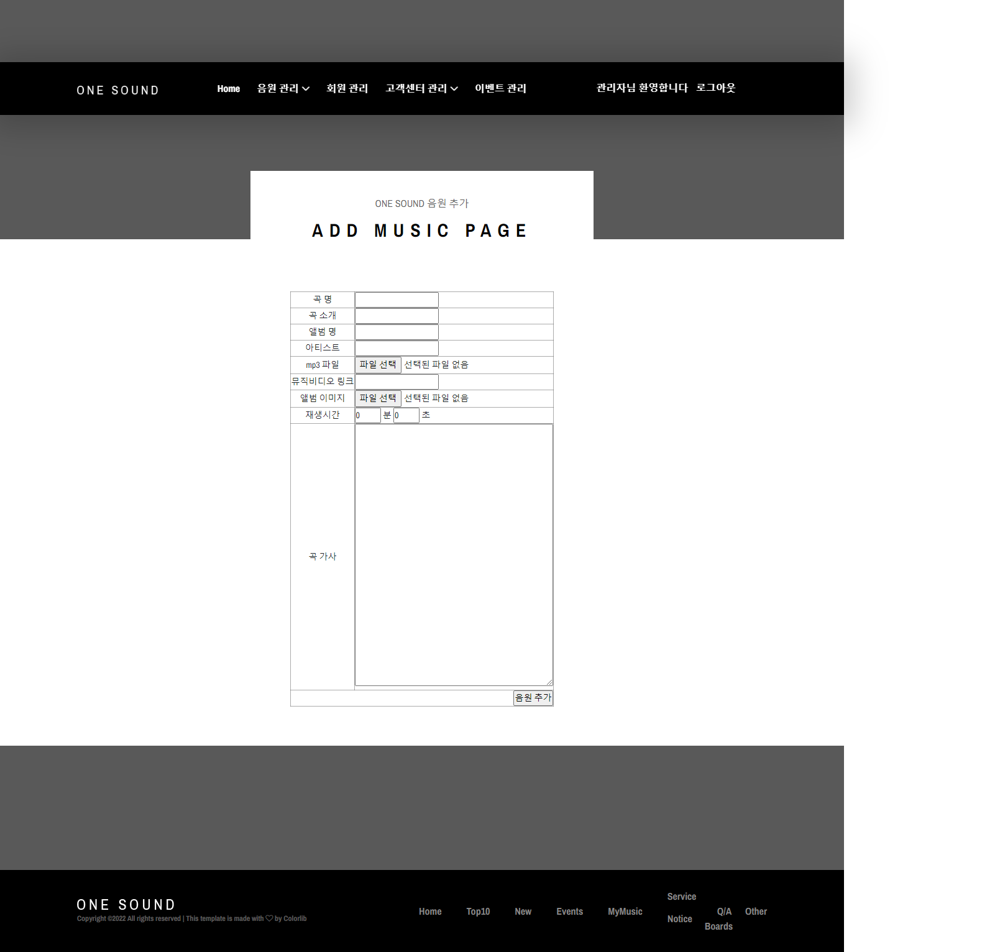 ONE SOUND
Home 음원 관리 회원 관리 고객센터 관리 이벤트 관리 관리자님 환영합니다 로그아웃
ONE SOUND 음원 추가
ADD MUSIC PAGE
곡 명
곡 소개
앨범 명
아티스트
mp3 파일 파일 선택 선택된 파일 없음
뮤직비디오 링크
앨범 이미지 파일 선택 선택된 파일 없음
재생시간 0 분 0 초
곡 가사
음원 추가
ONE SOUND
Copyright ©2022 All rights reserved | This template is made with ♡ by Colorlib
Home Top10 New Events MyMusic
Service
Notice
Q/A
Boards
Other